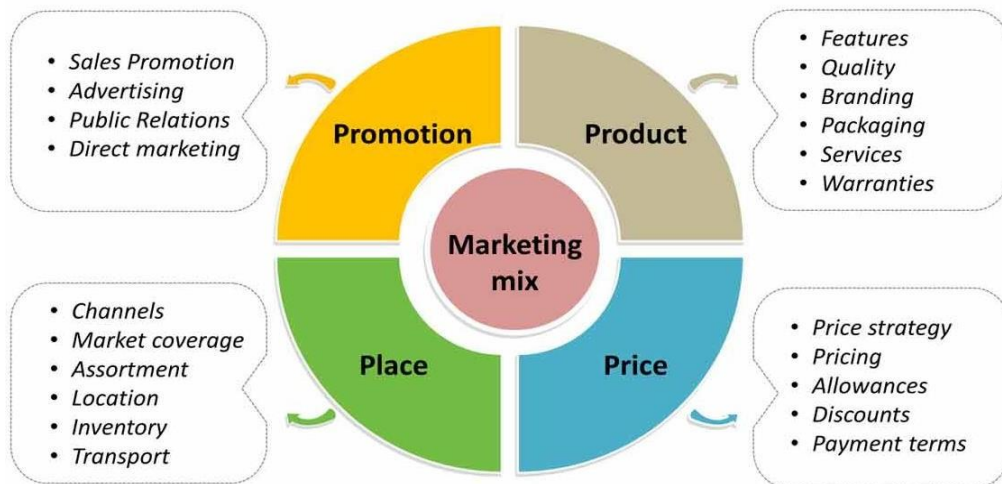 Promotion
• Sales Promotion
• Advertising
• Public Relations
• Direct marketing
Product
• Features
• Quality
• Branding
• Packaging
• Services
• Warranties
Marketing
mix
Place
• Channels
• Market coverage
• Assortment
• Location
• Inventory
• Transport
Price
• Price strategy
• Pricing
• Allowances
• Discounts
• Payment terms